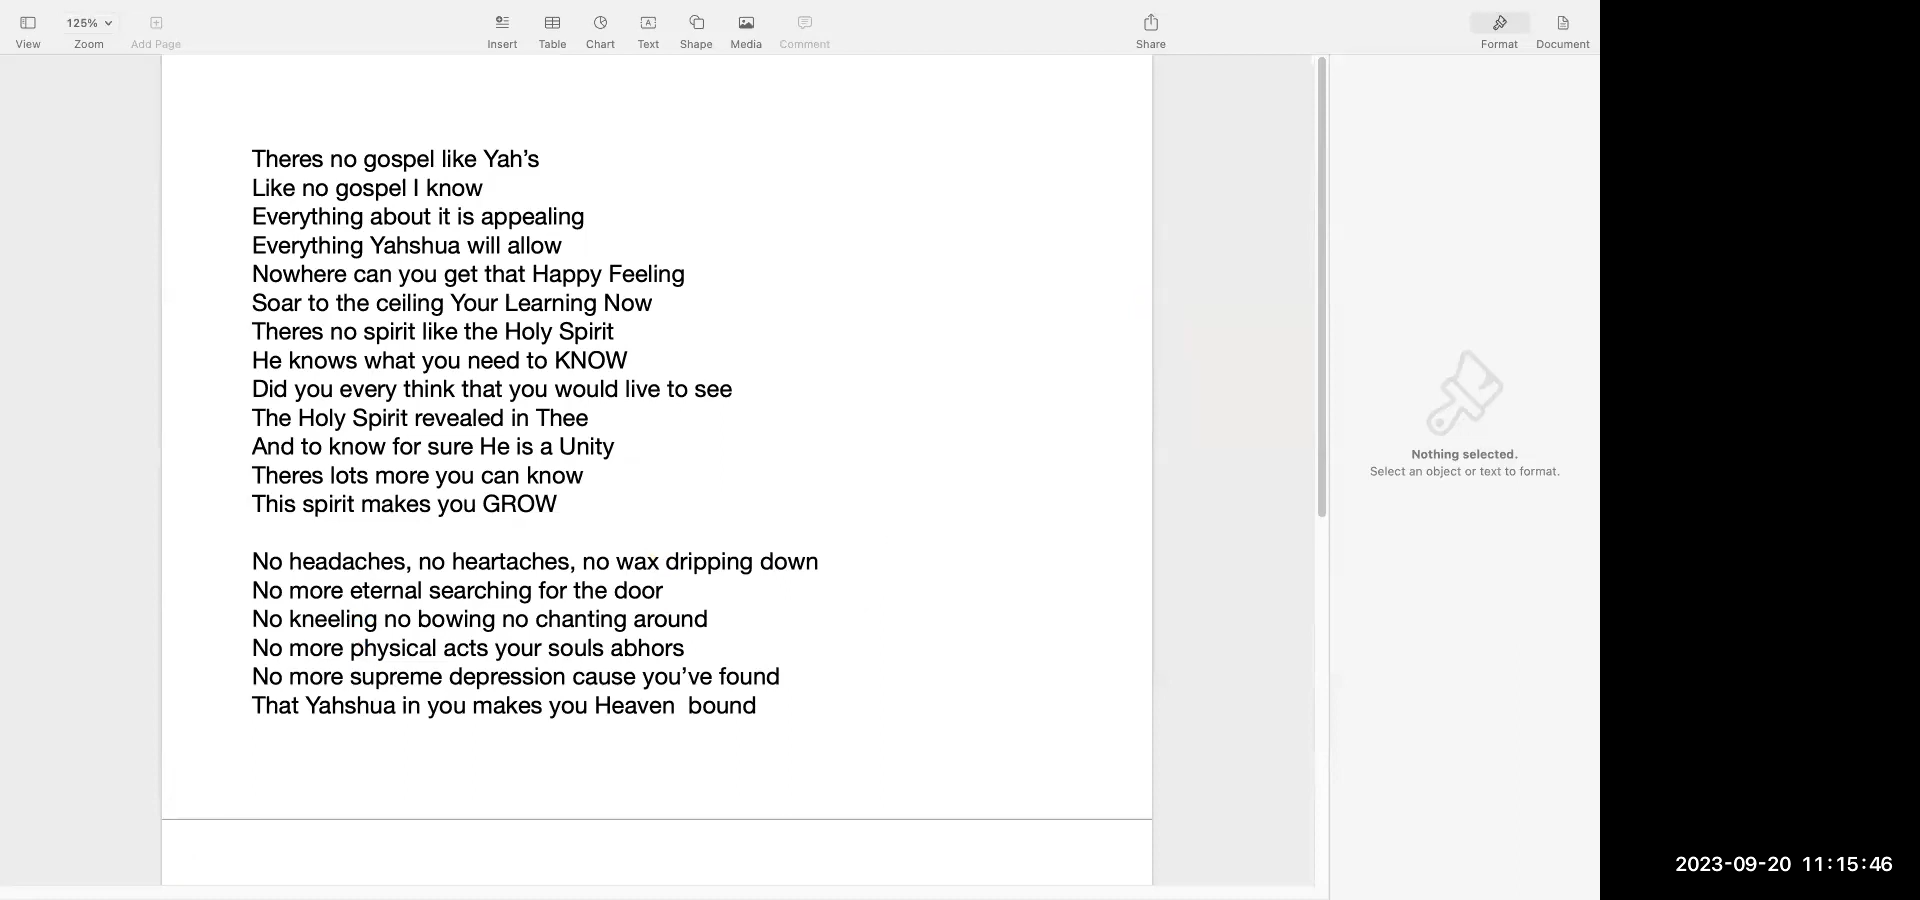 125%
View
Zoom
Add Page
Insert
Table
Chart
Text
Shape
Media
Comment
Share
Format
Document
Theres no gospel like Yah’s
Like no gospel I know
Everything about it is appealing
Everything Yahshua will allow
Nowhere can you get that Happy Feeling
Soar to the ceiling Your Learning Now
Theres no spirit like the Holy Spirit
He knows what you need to KNOW
Did you every think that you would live to see
The Holy Spirit revealed in Thee
And to know for sure He is a Unity
Theres lots more you can know
This spirit makes you GROW
No headaches, no heartaches, no wax dripping down
No more eternal searching for the door
No kneeling no bowing no chanting around
No more physical acts your souls abhors
No more supreme depression cause you’ve found
That Yahshua in you makes you Heaven  bound
Nothing selected.
Select an object or text to format.
2023-09-20 11:15:46